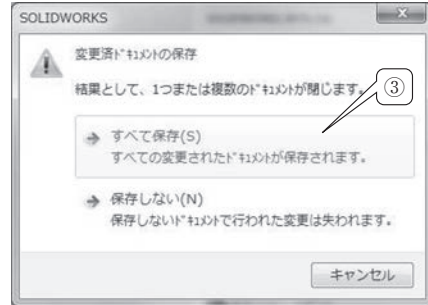 SOLIDWORKS
変更済ﾄﾞｷｭﾒﾝﾄの保存
結果として、1つまたは複数のﾄﾞｷｭﾒﾝﾄが閉じます。
③
すべて保存(S)
すべての変更されたﾄﾞｷｭﾒﾝﾄが保存されます。
保存しない(N)
保存しないﾄﾞｷｭﾒﾝﾄで行われた変更は失われます。
キャンセル